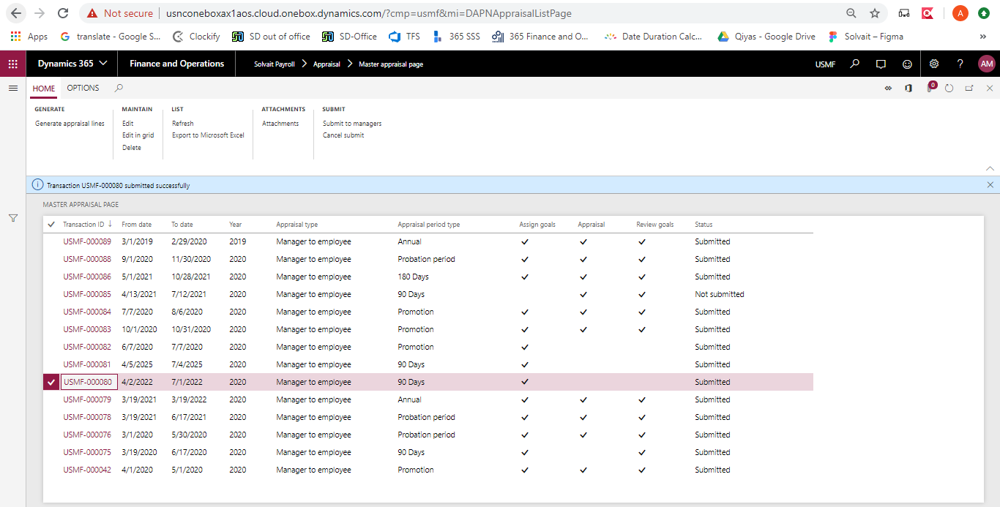 Not secure usnconeboxax1aos.cloud.onebox.dynamics.com/?cmp=usmf&mi=DAPNAppraisalListPage A
Apps translate - Google S... Clockify SD out of office SD-Office TFS 365 SSS 365 Finance and O... Date Duration Calc... Qiyas - Google Drive Solvait – Figma »
Dynamics 365 Finance and Operations Solvait Payroll > Appraisal > Master appraisal page USMF ? AM
HOME OPTIONS 0
GENERATE MAINTAIN LIST ATTACHMENTS SUBMIT
Generate appraisal lines Edit Refresh Attachments Submit to managers
Edit in grid Export to Microsoft Excel Cancel submit
Delete
Transaction USMF-000080 submitted successfully
MASTER APPRAISAL PAGE
Transaction ID ↓ From date To date Year Appraisal type Appraisal period type Assign goals Appraisal Review goals Status
USMF-000089 3/1/2019 2/29/2020 2019 Manager to employee Annual Submitted
USMF-000088 9/1/2020 11/30/2020 2020 Manager to employee Probation period Submitted
USMF-000086 5/1/2021 10/28/2021 2020 Manager to employee 180 Days Submitted
USMF-000085 4/13/2021 7/12/2021 2020 Manager to employee 90 Days Not submitted
USMF-000084 7/7/2020 8/6/2020 2020 Manager to employee Promotion Submitted
USMF-000083 10/1/2020 10/31/2020 2020 Manager to employee Promotion Submitted
USMF-000082 6/7/2020 7/7/2020 2020 Manager to employee Promotion Submitted
USMF-000081 4/5/2025 7/4/2025 2020 Manager to employee 90 Days Submitted
USMF-000080 4/2/2022 7/1/2022 2020 Manager to employee 90 Days Submitted
USMF-000079 3/19/2021 3/19/2022 2020 Manager to employee Annual Submitted
USMF-000078 3/19/2021 6/17/2021 2020 Manager to employee Probation period Submitted
USMF-000076 3/1/2020 5/30/2020 2020 Manager to employee Probation period Submitted
USMF-000075 3/19/2020 6/17/2020 2020 Manager to employee 90 Days Submitted
USMF-000042 4/1/2020 5/1/2020 2020 Manager to employee Promotion Submitted